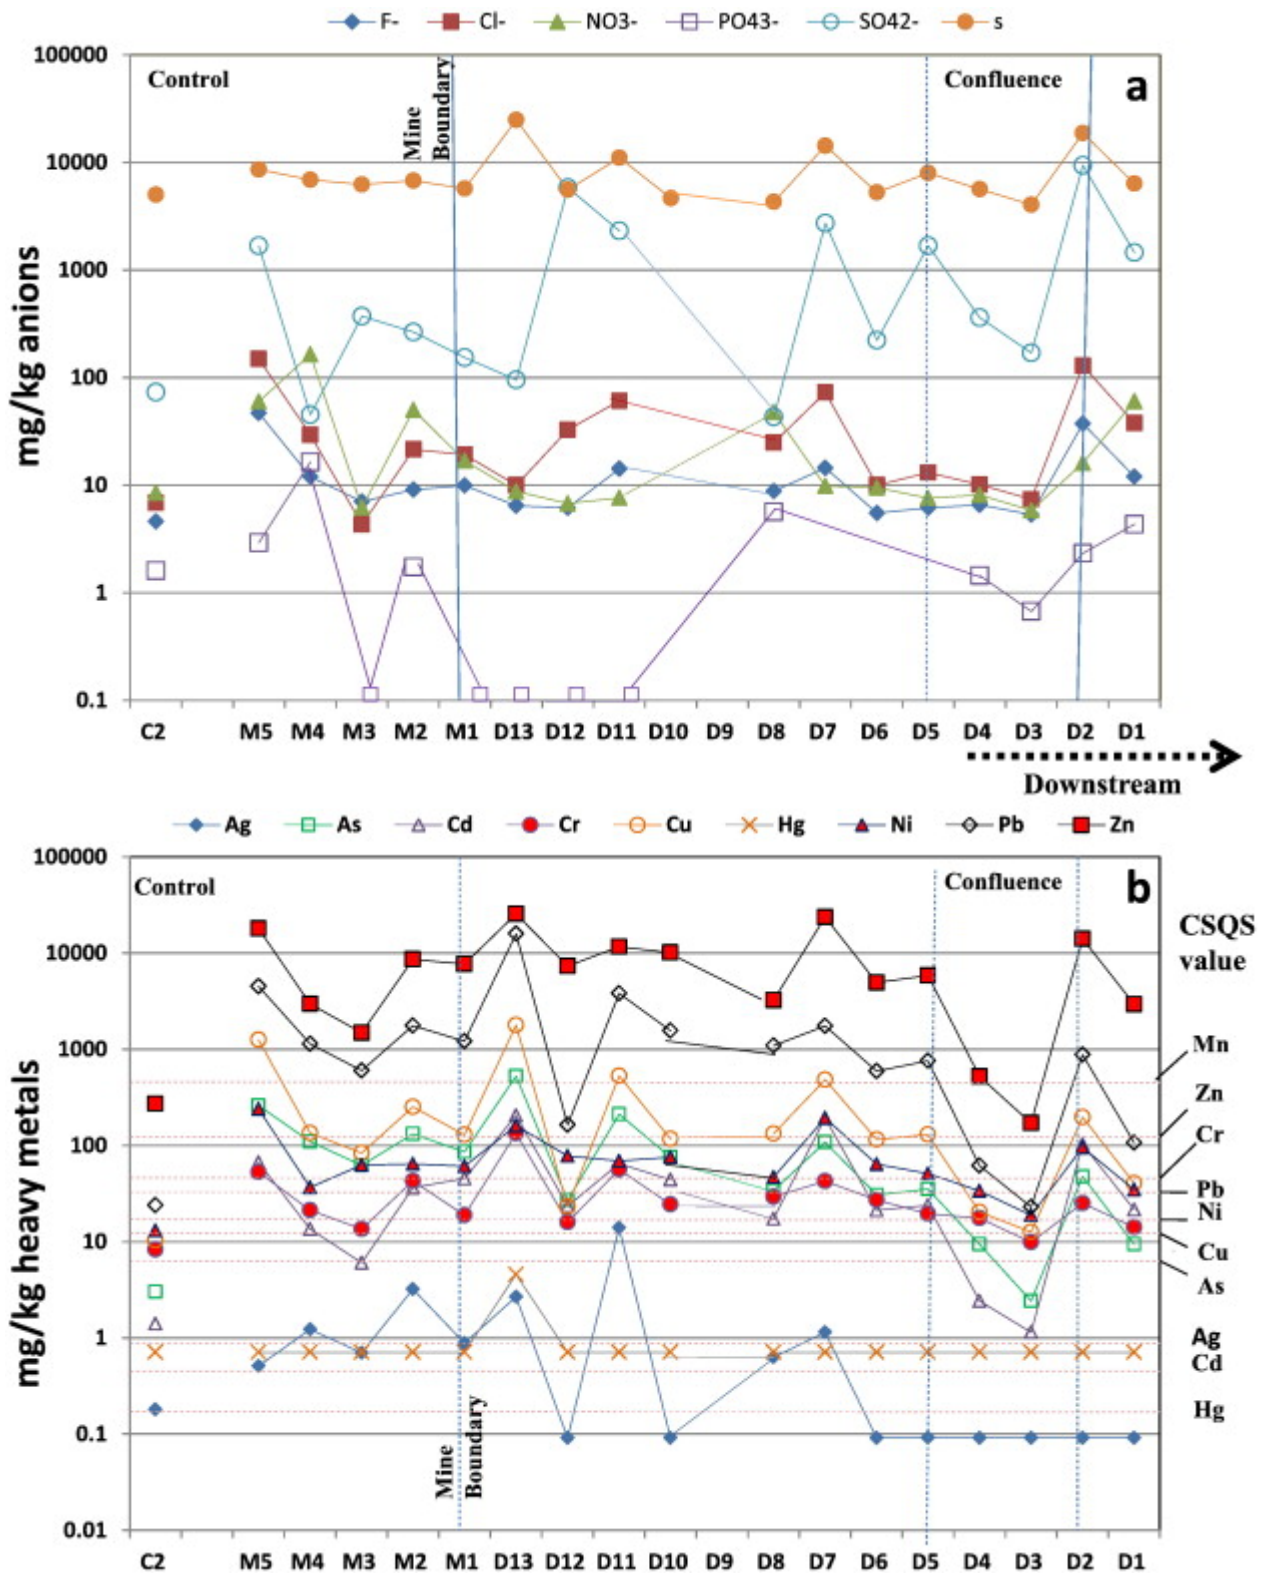 F- Cl- NO3- PO43- SO42- s
100000
10000
1000
100
10
1
0.1
mg/kg anions
Control
Mine
Boundary
Confluence
a
C2 M5 M4 M3 M2 M1 D13 D12 D11 D10 D9 D8 D7 D6 D5 D4 D3 D2 D1
Downstream
Ag As Cd Cr Cu Hg Ni Pb Zn
100000
10000
1000
100
10
1
0.1
0.01
mg/kg heavy metals
Control
Mine
Boundary
Confluence
b
CSQS
value
Mn
Zn
Cr
Pb
Ni
Cu
As
Ag
Cd
Hg
C2 M5 M4 M3 M2 M1 D13 D12 D11 D10 D9 D8 D7 D6 D5 D4 D3 D2 D1